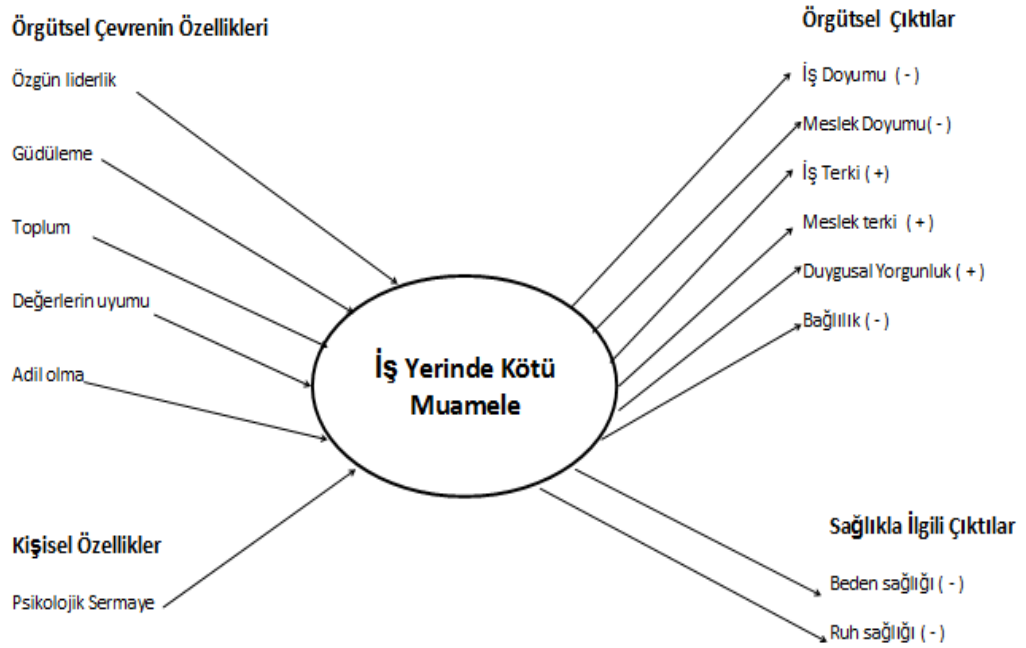 Örgütsel Çevrenin Özellikleri
Özgün liderlik
Güdüleme
Toplum
Değerlerin uyumu
Adil olma
Kişisel Özellikler
Psikolojik Sermaye
İş Yerinde Kötü
Muamele
Örgütsel Çıktılar
İş Doyumu ( - )
Meslek Doyumu( - )
İş Terki ( +)
Meslek terki ( + )
Duygusal Yorgunluk ( + )
Bağlılık ( - )
Sağlıkla İlgili Çıktılar
Beden sağlığı ( - )
Ruh sağlığı ( - )